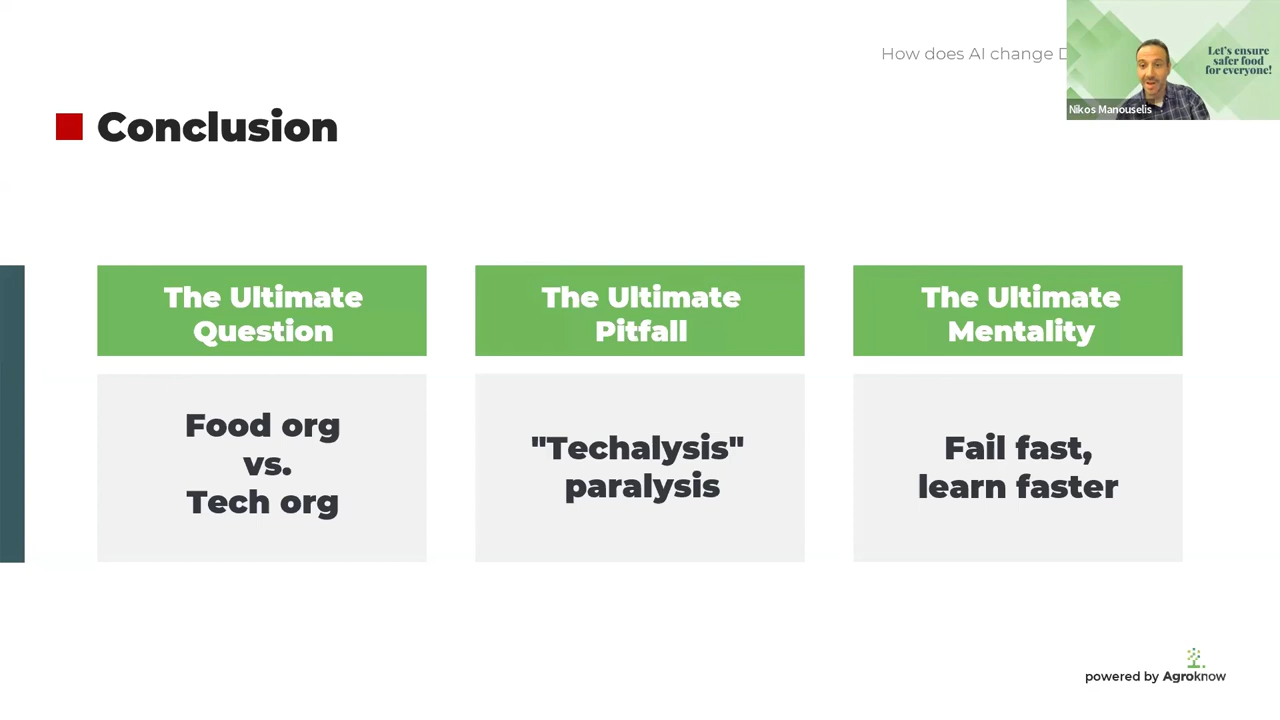 How does AI change D
Let's ensure
safer food
for everyone!
Nikos Manouselis
Conclusion
The Ultimate
Question
Food org
vs.
Tech org
The Ultimate
Pitfall
"Techalysis"
paralysis
The Ultimate
Mentality
Fail fast,
learn faster
powered by Agroknow